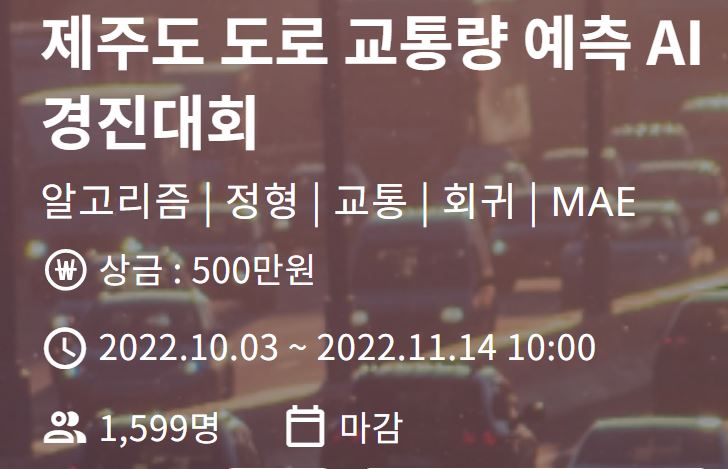 제주도 도로 교통량 예측 AI
경진대회
알고리즘 | 정형 | 교통 | 회귀 | MAE
₩ 상금 : 500만원
2022.10.03 ~ 2022.11.14 10:00
1,599명 마감